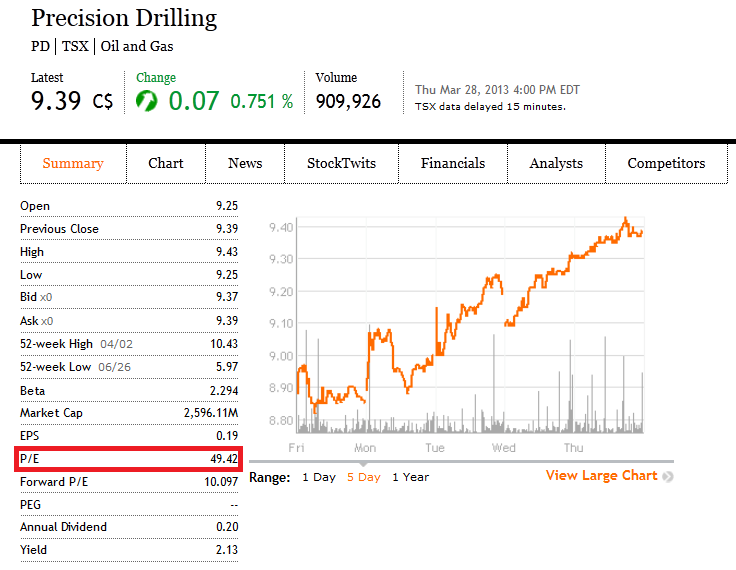 Precision Drilling
PD | TSX | Oil and Gas
Latest
9.39 C$
Change
0.07 0.751 %
Volume
909,926
Thu Mar 28, 2013 4:00 PM EDT
TSX data delayed 15 minutes.
Summary Chart News StockTwits Financials Analysts Competitors
Open 9.25
Previous Close 9.39
High 9.43
Low 9.25
Bid x0 9.37
Ask x0 9.39
52-week High 04/02 10.43
52-week Low 06/26 5.97
Beta 2.294
Market Cap 2,596.11M
EPS 0.19
P/E 49.42
Forward P/E 10.097
PEG --
Annual Dividend 0.20
Yield 2.13
9.40
9.30
9.20
9.10
9.00
8.90
8.80
Fri Mon Tue Wed Thu
Range: 1 Day 5 Day 1 Year
View Large Chart